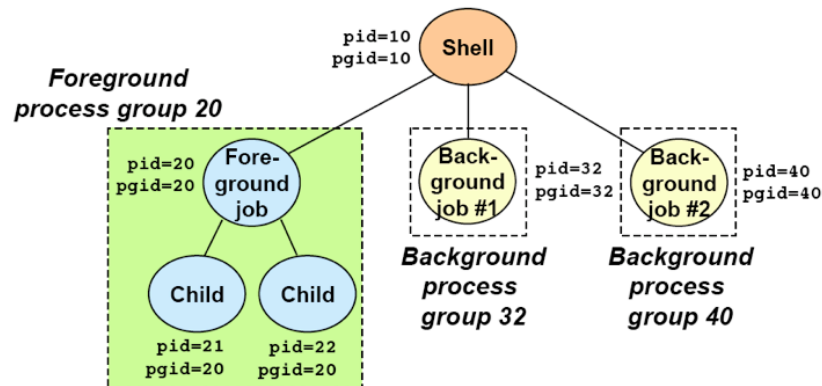 pid=10
pgid=10
Shell
Foreground
process group 20
pid=20
pgid=20
Fore-
ground
job
Back-
ground
job #1
pid=32
pgid=32
Back-
ground
job #2
pid=40
pgid=40
Background
process
group 32
Background
process
group 40
Child
Child
pid=21
pgid=20
pid=22
pgid=20